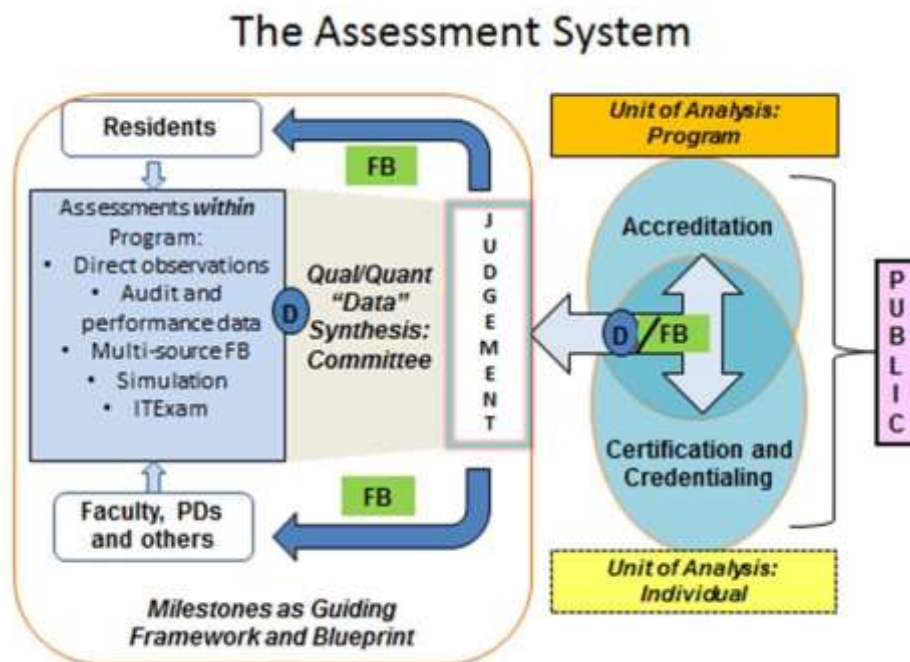 The Assessment System
Residents
FB
Assessments within
Program:
• Direct observations
• Audit and
performance data
• Multi-source FB
• Simulation
• ITExam
D
Qual/Quant
“Data”
Synthesis:
Committee
JUDGEMENT
FB
Faculty, PDs
and others
Milestones as Guiding
Framework and Blueprint
Unit of Analysis:
Program
Accreditation
D/FB
Certification and
Credentialing
Unit of Analysis:
Individual
PUBLIC